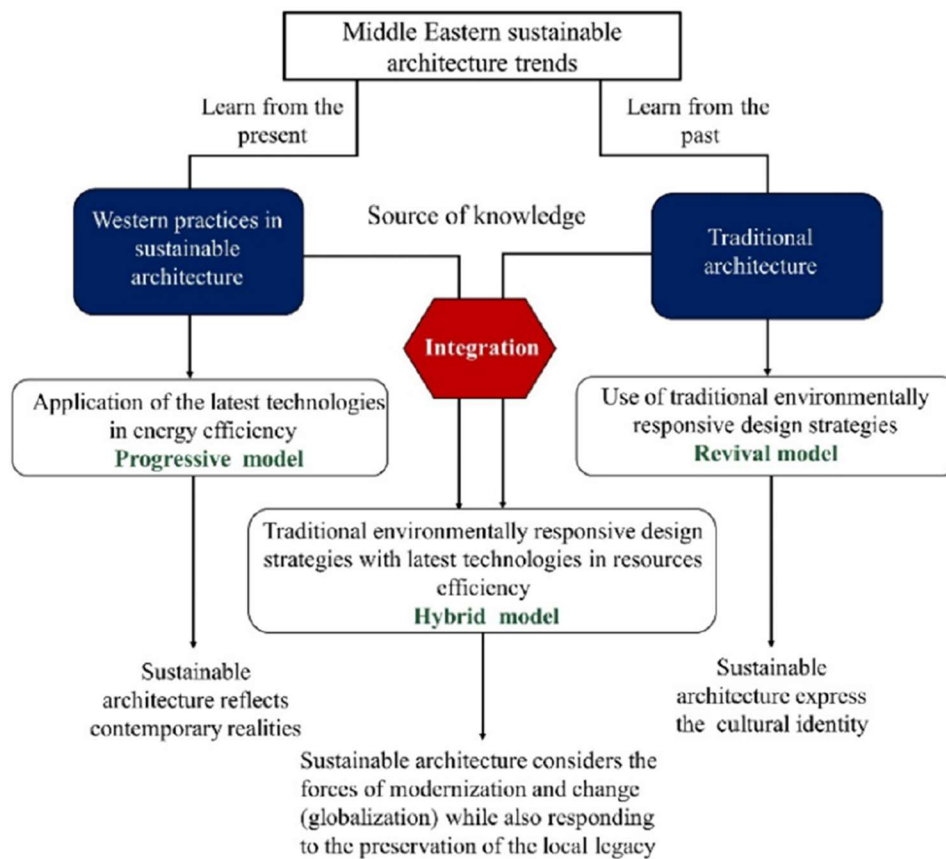 Middle Eastern sustainable
architecture trends
Learn from the
present
Learn from the
past
Western practices in
sustainable
architecture
Source of knowledge
Traditional
architecture
Integration
Application of the latest technologies
in energy efficiency
Progressive model
Use of traditional environmentally
responsive design strategies
Revival model
Traditional environmentally responsive design
strategies with latest technologies in resources
efficiency
Hybrid model
Sustainable
architecture reflects
contemporary realities
Sustainable
architecture express
the cultural identity
Sustainable architecture considers the
forces of modernization and change
(globalization) while also responding
to the preservation of the local legacy